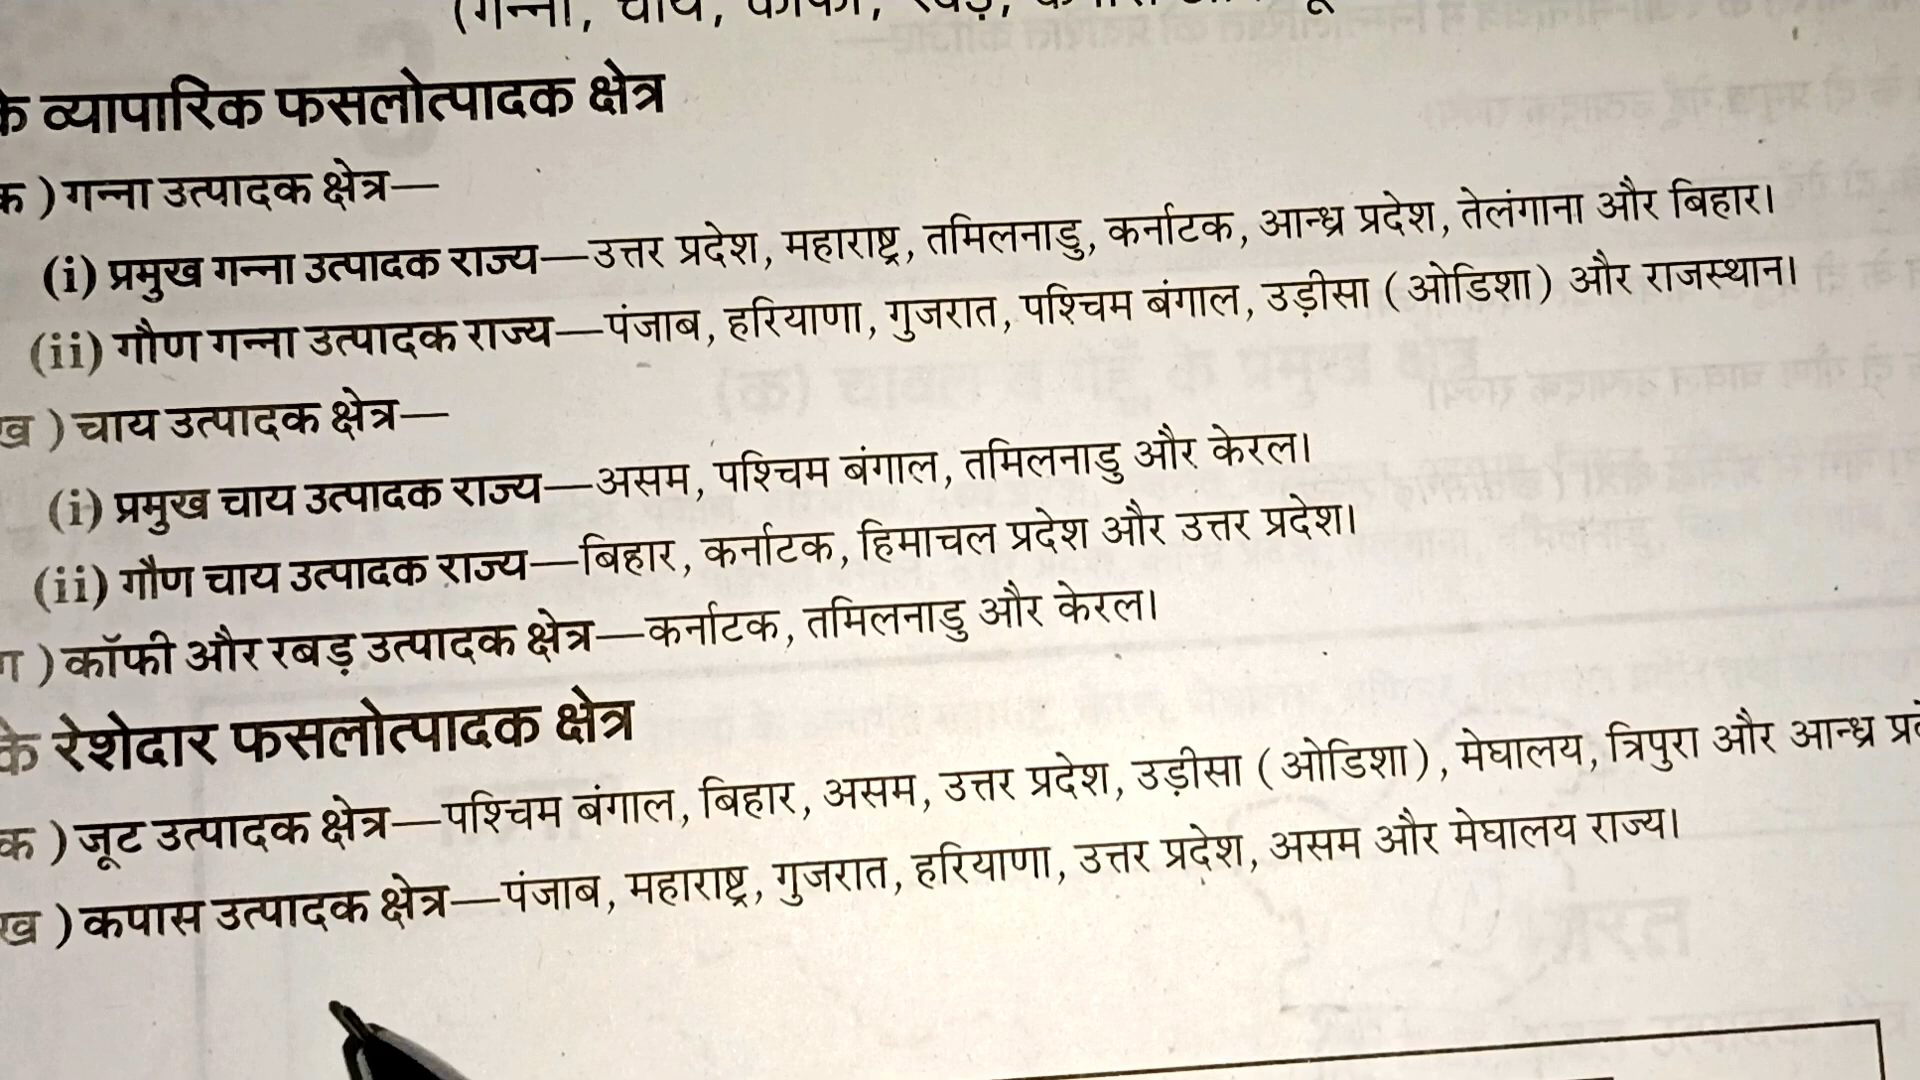 (गन्ना, चाय,
के व्यापारिक फसलोत्पादक क्षेत्र
क ) गन्ना उत्पादक क्षेत्र—
(i) प्रमुख गन्ना उत्पादक राज्य—उत्तर प्रदेश, महाराष्ट्र, तमिलनाडु, कर्नाटक, आन्ध्र प्रदेश, तेलंगाना और बिहार।
(ii) गौण गन्ना उत्पादक राज्य—पंजाब, हरियाणा, गुजरात, पश्चिम बंगाल, उड़ीसा ( ओडिशा ) और राजस्थान।
ख ) चाय उत्पादक क्षेत्र—
(i) प्रमुख चाय उत्पादक राज्य—असम, पश्चिम बंगाल, तमिलनाडु और केरल।
(ii) गौण चाय उत्पादक राज्य—बिहार, कर्नाटक, हिमाचल प्रदेश और उत्तर प्रदेश।
ग ) कॉफी और रबड़ उत्पादक क्षेत्र—कर्नाटक, तमिलनाडु और केरल।
के रेशेदार फसलोत्पादक क्षेत्र
क ) जूट उत्पादक क्षेत्र—पश्चिम बंगाल, बिहार, असम, उत्तर प्रदेश, उड़ीसा ( ओडिशा ), मेघालय, त्रिपुरा और आन्ध्र
ख ) कपास उत्पादक क्षेत्र—पंजाब, महाराष्ट्र, गुजरात, हरियाणा, उत्तर प्रदेश, असम और मेघालय राज्य।